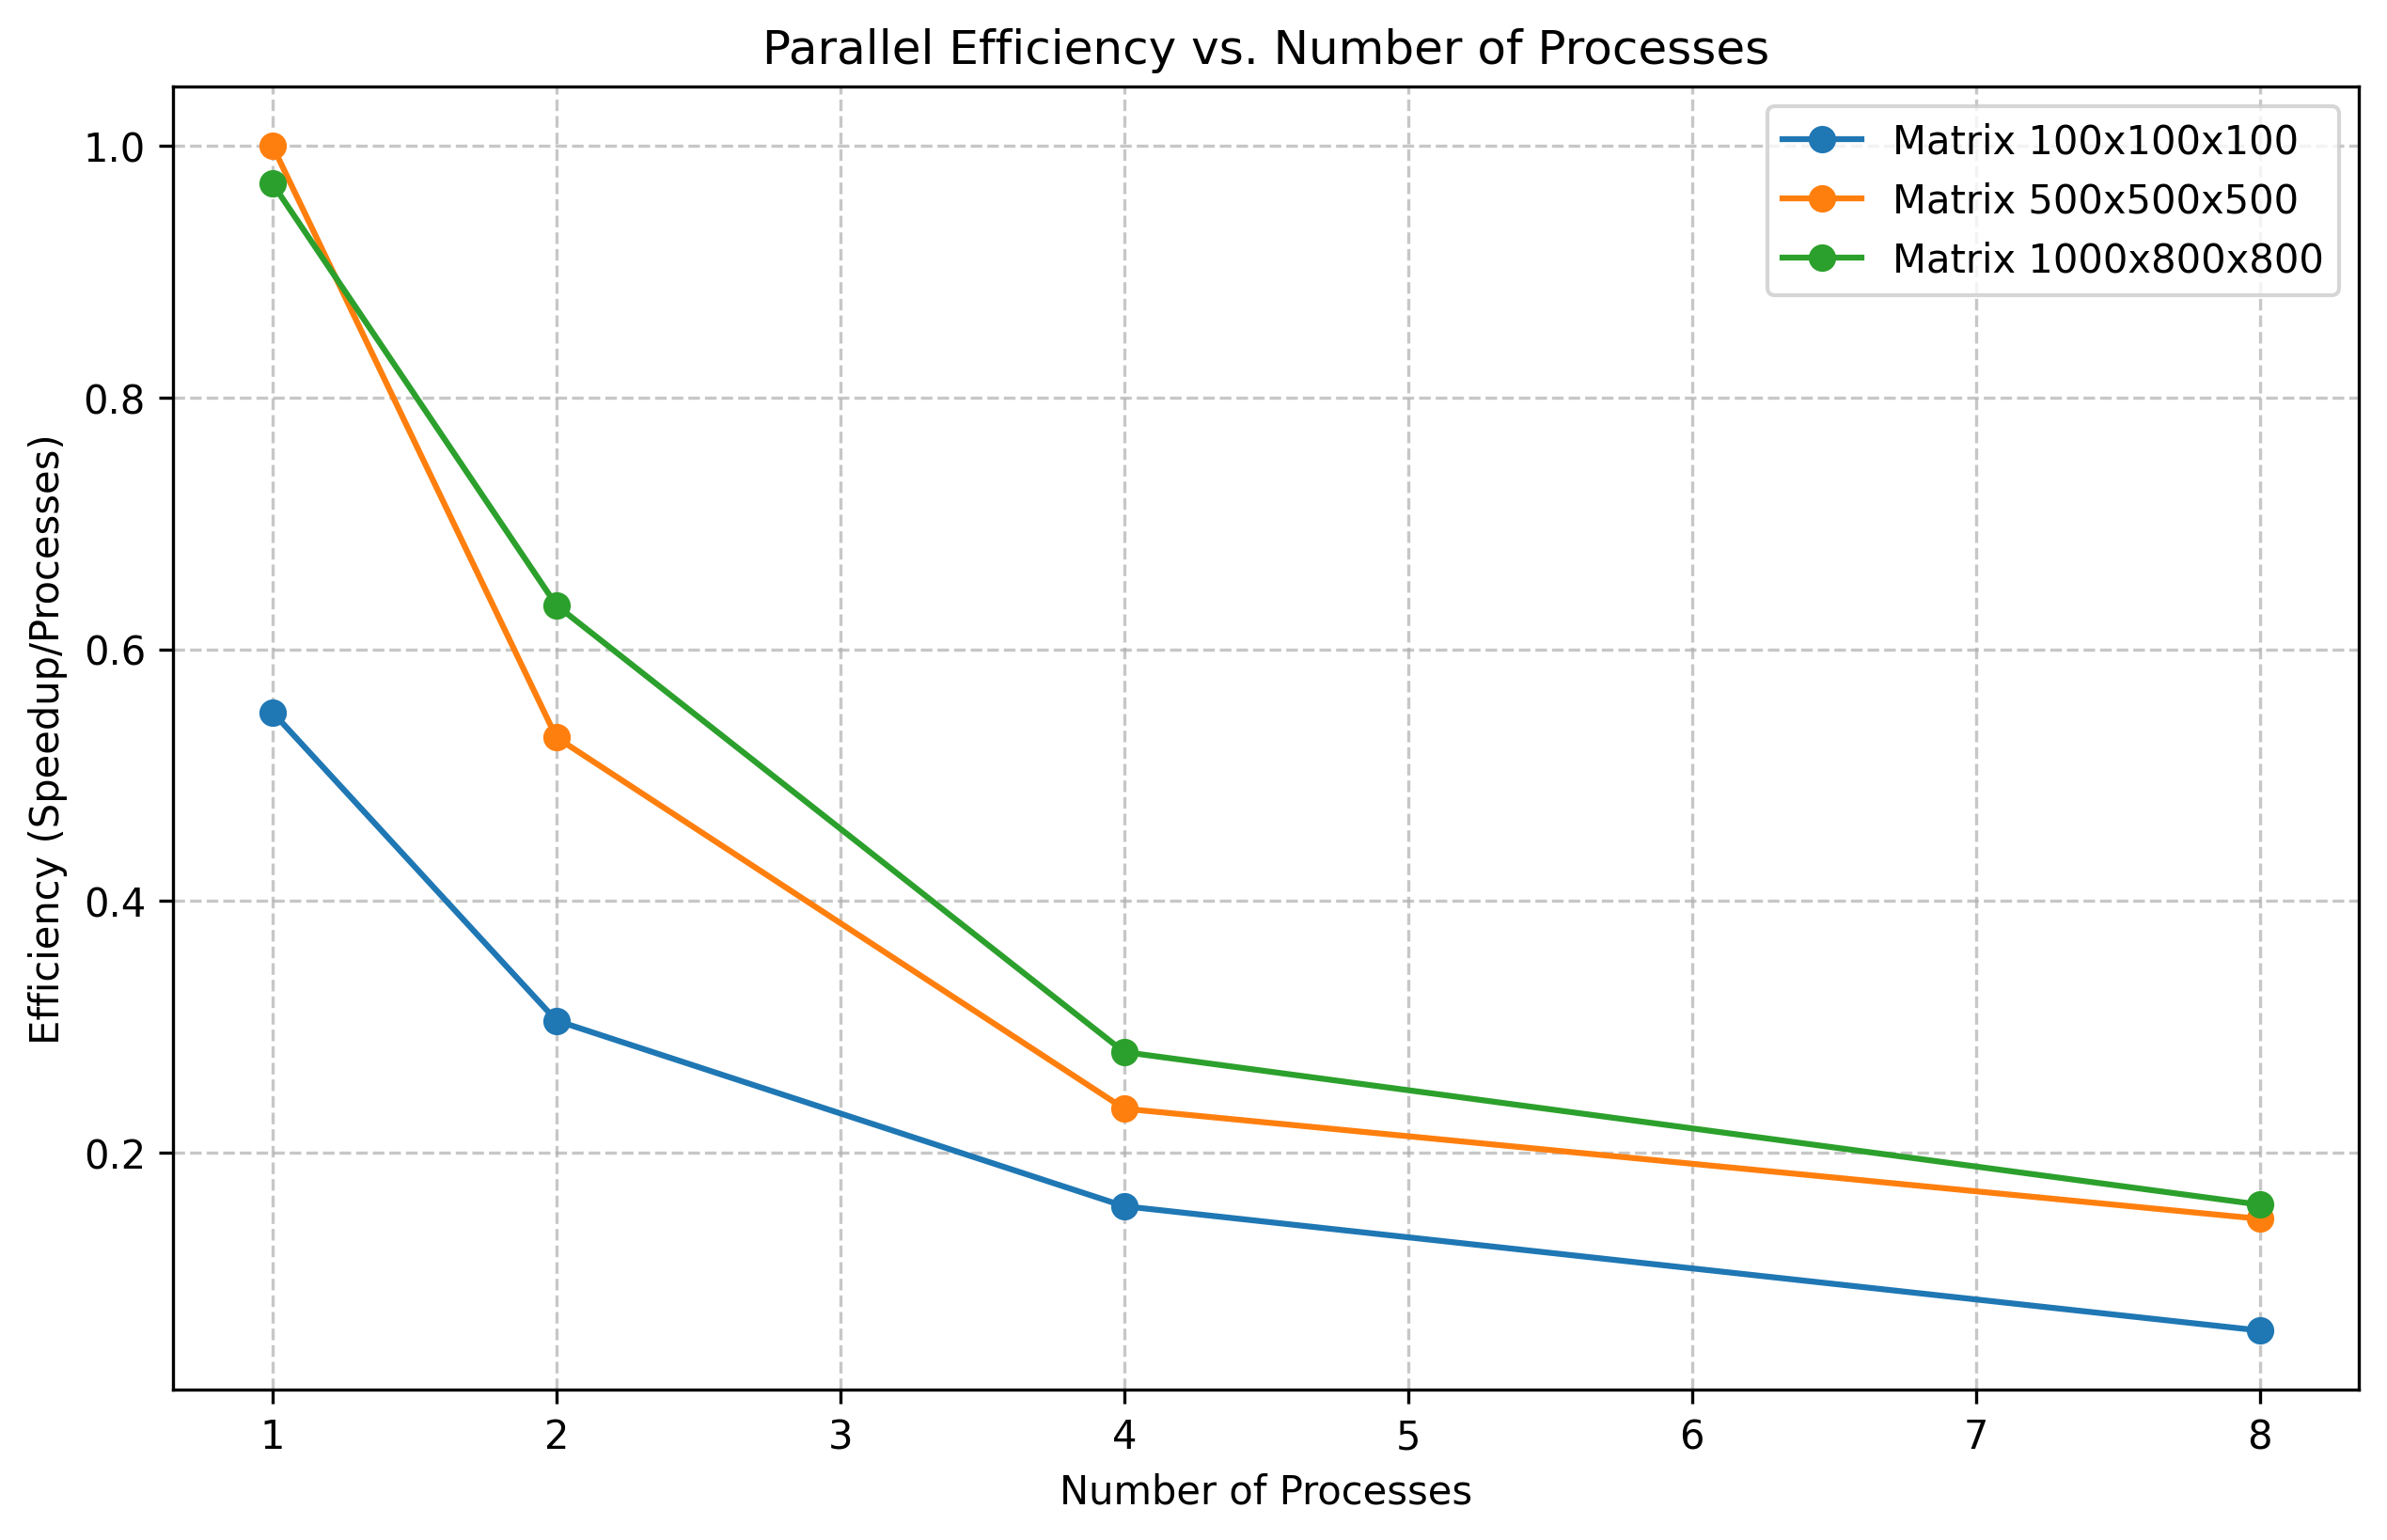 Parallel Efficiency vs. Number of Processes
Matrix 100x100x100
Matrix 500x500x500
Matrix 1000x800x800
Efficiency (Speedup/Processes)
1.0
0.8
0.6
0.4
0.2
1 2 3 4 5 6 7 8
Number of Processes